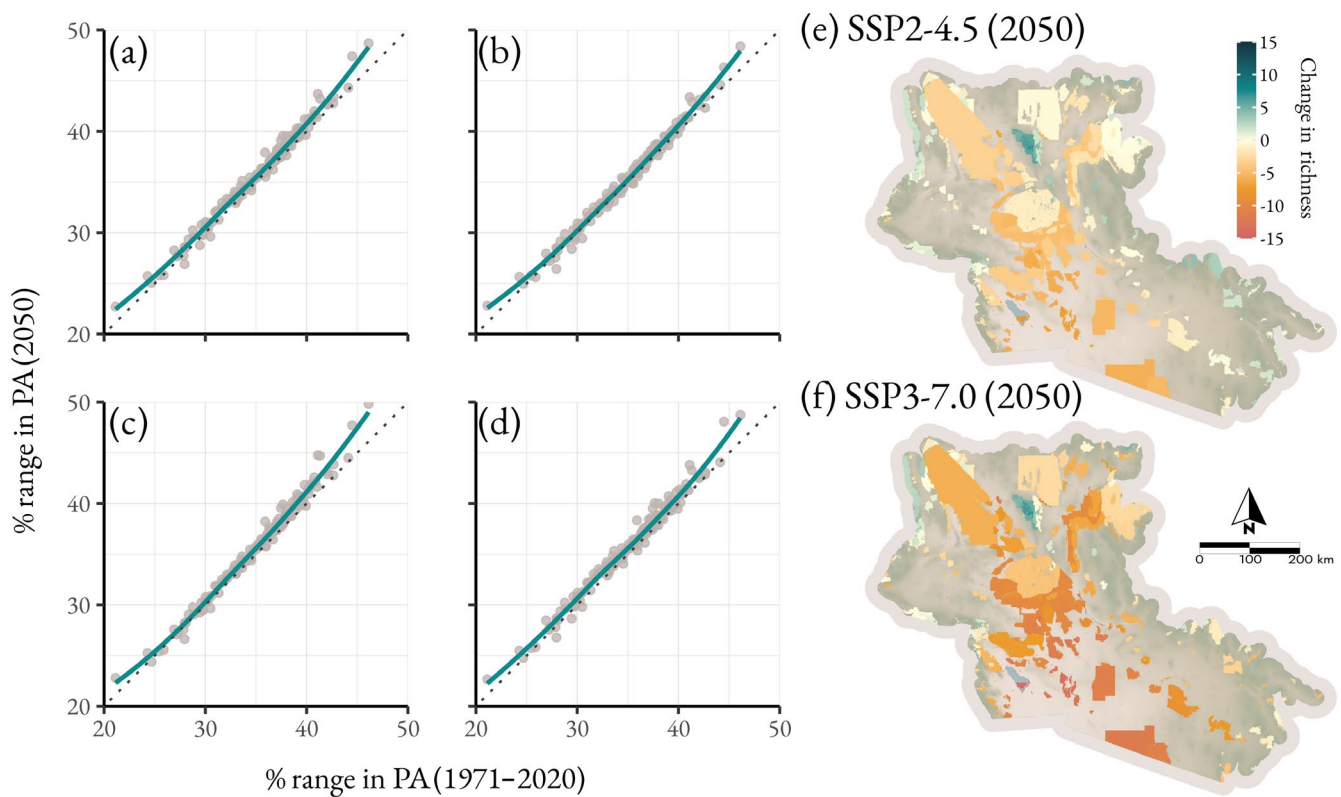 % range in PA (2050)
50
40
30
20
(a)
(b)
50
40
30
20
(c)
(d)
20 30 40 50
20 30 40 50
% range in PA (1971–2020)
(e) SSP2-4.5 (2050)
15
10
5
0
-5
-10
-15
Change in richness
(f) SSP3-7.0 (2050)
N
0 100 200 km